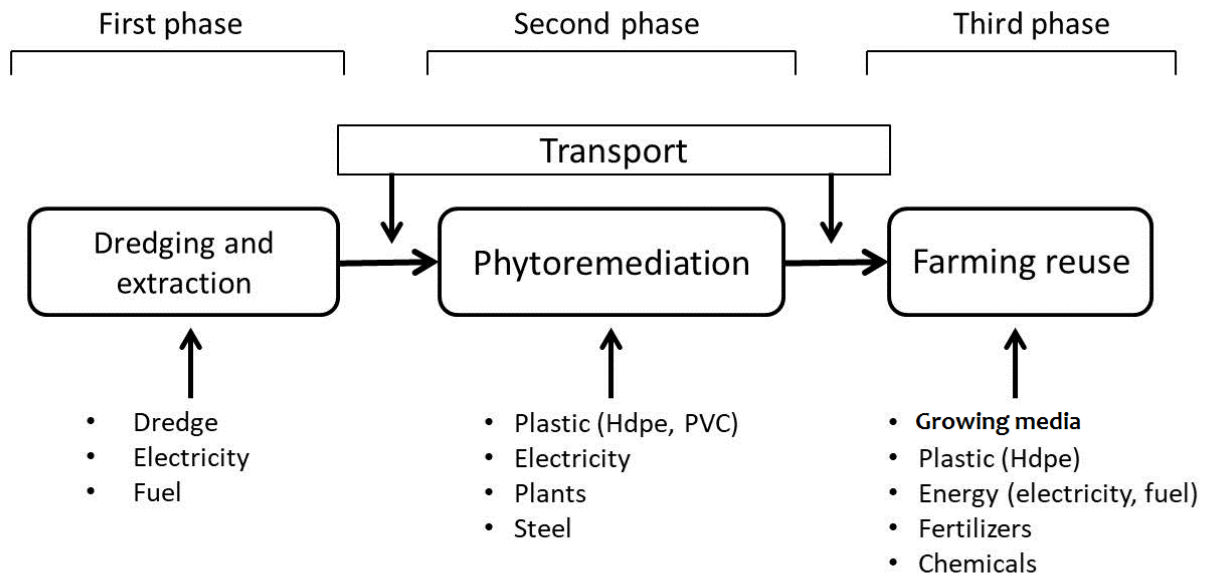 First phase
Second phase
Third phase
Transport
Dredging and
extraction
Phytoremediation
Farming reuse
• Dredge
• Electricity
• Fuel
• Plastic (Hdpe, PVC)
• Electricity
• Plants
• Steel
• Growing media
• Plastic (Hdpe)
• Energy (electricity, fuel)
• Fertilizers
• Chemicals